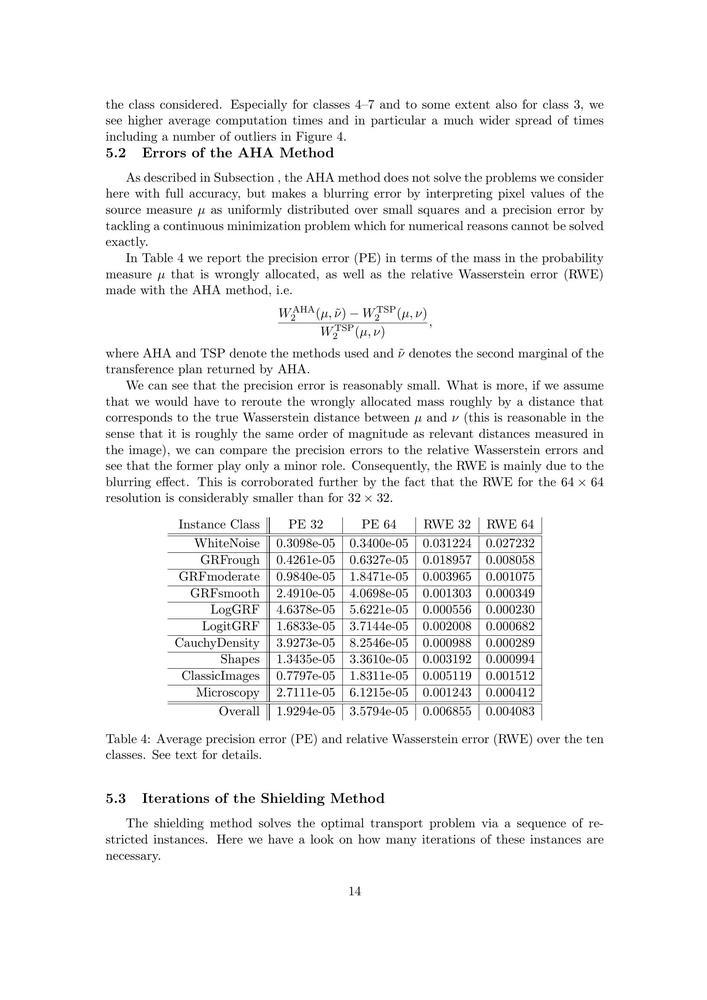 the class considered. Especially for classes 4–7 and to some extent also for class 3, we
see higher average computation times and in particular a much wider spread of times
including a number of outliers in Figure 4.
5.2 Errors of the AHA Method
As described in Subsection , the AHA method does not solve the problems we consider
here with full accuracy, but makes a blurring error by interpreting pixel values of the
source measure μ as uniformly distributed over small squares and a precision error by
tackling a continuous minimization problem which for numerical reasons cannot be solved
exactly.
In Table 4 we report the precision error (PE) in terms of the mass in the probability
measure μ that is wrongly allocated, as well as the relative Wasserstein error (RWE)
made with the AHA method, i.e.
W₂^AHA(μ, ν̃) − W₂^TSP(μ, ν)
W₂^TSP(μ, ν) ,
where AHA and TSP denote the methods used and ν̃ denotes the second marginal of the
transference plan returned by AHA.
We can see that the precision error is reasonably small. What is more, if we assume
that we would have to reroute the wrongly allocated mass roughly by a distance that
corresponds to the true Wasserstein distance between μ and ν (this is reasonable in the
sense that it is roughly the same order of magnitude as relevant distances measured in
the image), we can compare the precision errors to the relative Wasserstein errors and
see that the former play only a minor role. Consequently, the RWE is mainly due to the
blurring effect. This is corroborated further by the fact that the RWE for the 64 × 64
resolution is considerably smaller than for 32 × 32.
Instance Class PE 32 PE 64 RWE 32 RWE 64
WhiteNoise 0.3098e-05 0.3400e-05 0.031224 0.027232
GRFrough 0.4261e-05 0.6327e-05 0.018957 0.008058
GRFmoderate 0.9840e-05 1.8471e-05 0.003965 0.001075
GRFsmooth 2.4910e-05 4.0698e-05 0.001303 0.000349
LogGRF 4.6378e-05 5.6221e-05 0.000556 0.000230
LogitGRF 1.6833e-05 3.7144e-05 0.002008 0.000682
CauchyDensity 3.9273e-05 8.2546e-05 0.000988 0.000289
Shapes 1.3435e-05 3.3610e-05 0.003192 0.000994
ClassicImages 0.7797e-05 1.8311e-05 0.005119 0.001512
Microscopy 2.7111e-05 6.1215e-05 0.001243 0.000412
Overall 1.9294e-05 3.5794e-05 0.006855 0.004083
Table 4: Average precision error (PE) and relative Wasserstein error (RWE) over the ten
classes. See text for details.
5.3 Iterations of the Shielding Method
The shielding method solves the optimal transport problem via a sequence of re-
stricted instances. Here we have a look on how many iterations of these instances are
necessary.
14